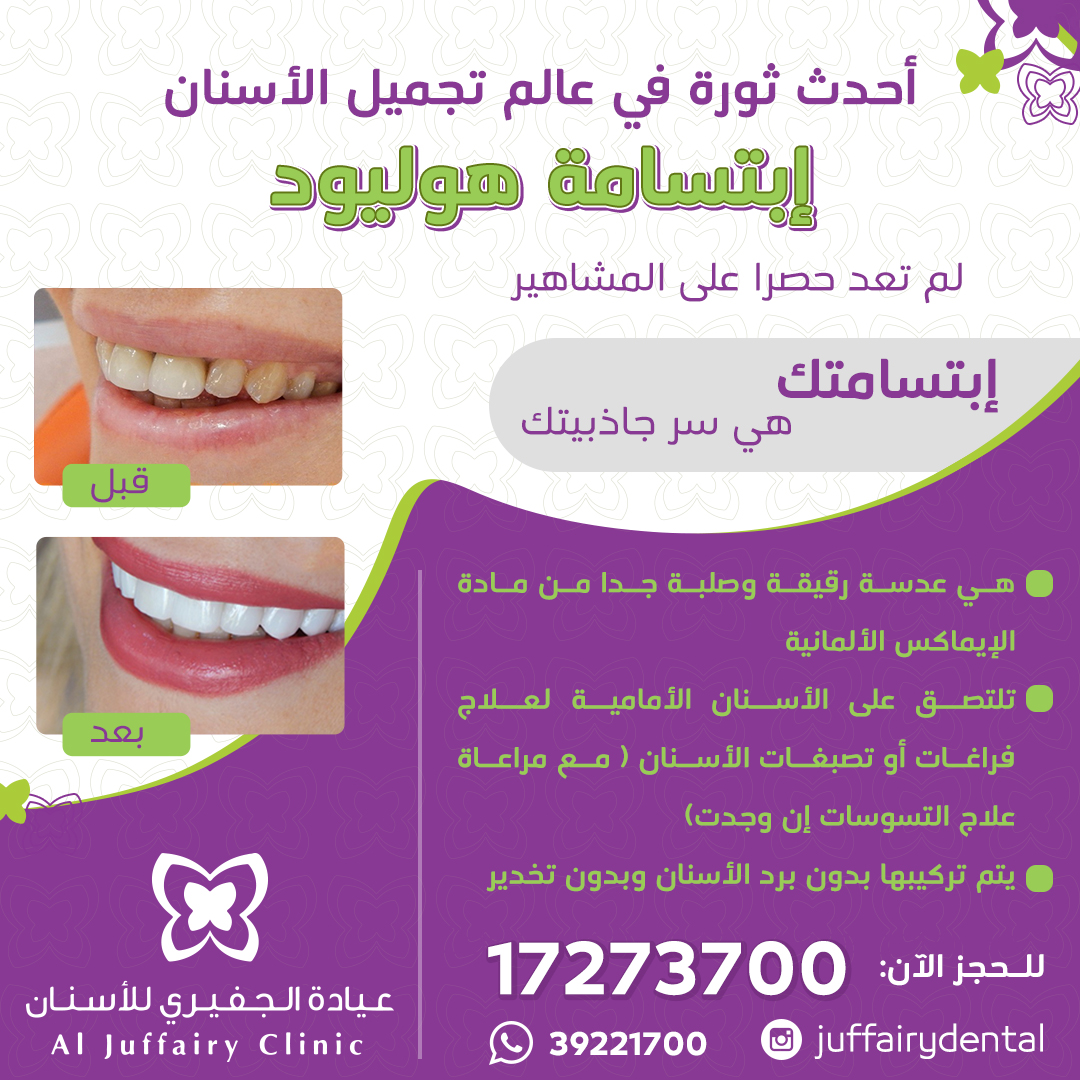 أحدث ثورة في عالم تجميل الأسنان
إبتسامة هوليود
لم تعد حصرا على المشاهير
إبتسامتك
هي سر جاذبيتك
قبل
بعد
هي عدسة رقيقة وصلبة جدا من مادة
الإيماكس الألمانية
تلتصق على الأسنان الأمامية لعلاج
فراغات أو تصبغات الأسنان ( مع مراعاة
علاج التسوسات إن وجدت)
يتم تركيبها بدون برد الأسنان وبدون تخدير
للحجز الآن: 17273700
39221700 juffairydental
عيادة الجفيري للأسنان
Al Juffairy Clinic